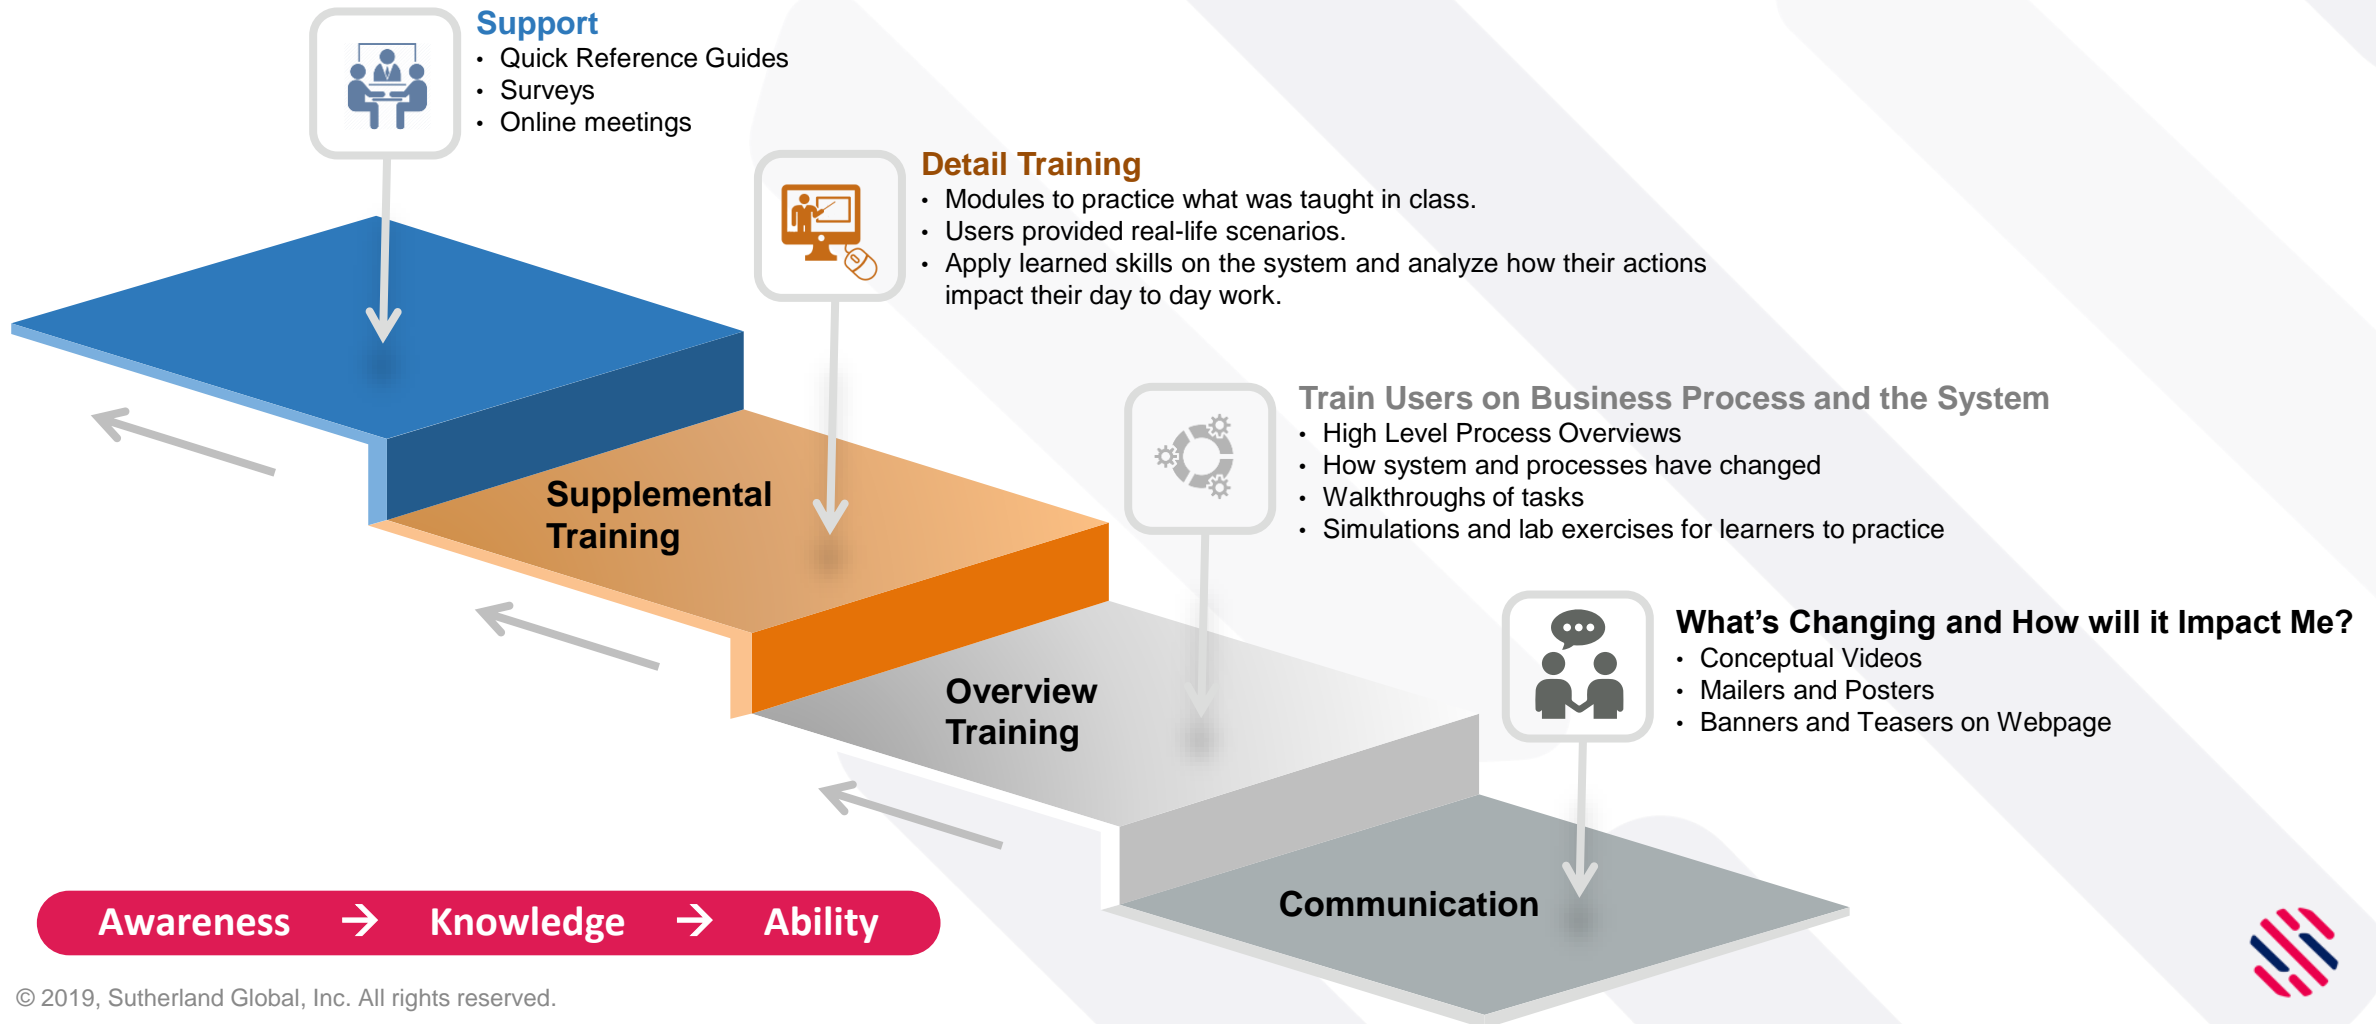 Support
• Quick Reference Guides
• Surveys
• Online meetings
Detail Training
• Modules to practice what was taught in class.
• Users provided real-life scenarios.
• Apply learned skills on the system and analyze how their actions
impact their day to day work.
Train Users on Business Process and the System
• High Level Process Overviews
• How system and processes have changed
• Walkthroughs of tasks
• Simulations and lab exercises for learners to practice
Supplemental
Training
What’s Changing and How will it Impact Me?
• Conceptual Videos
• Mailers and Posters
• Banners and Teasers on Webpage
Overview
Training
Communication
Awareness → Knowledge → Ability
© 2019, Sutherland Global, Inc. All rights reserved.